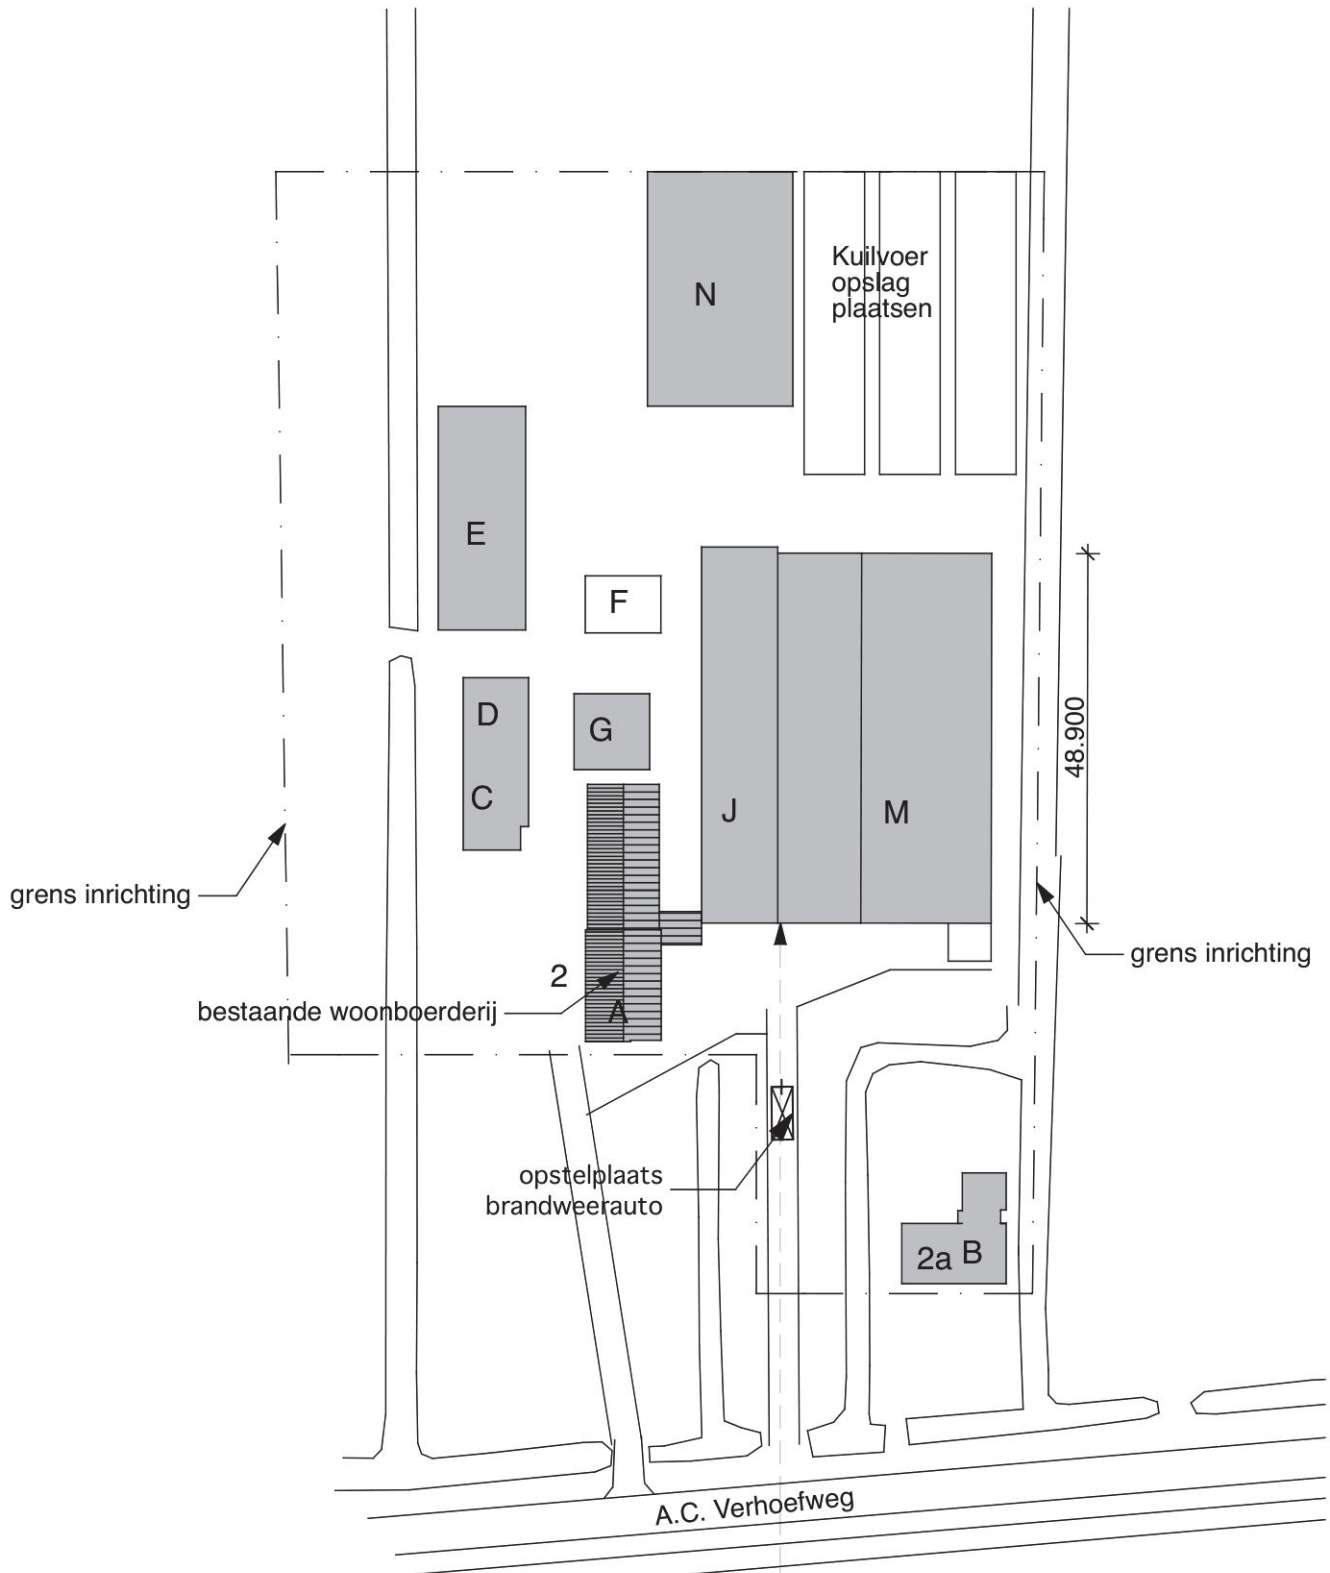 Kuilvoer
opslag
plaatsen
N
E
F
D
G
C
J
M
48.900
grens inrichting
grens inrichting
2
bestaande woonboerderij
A
opstelplaats
brandweerauto
2a B
A.C. Verhoefweg